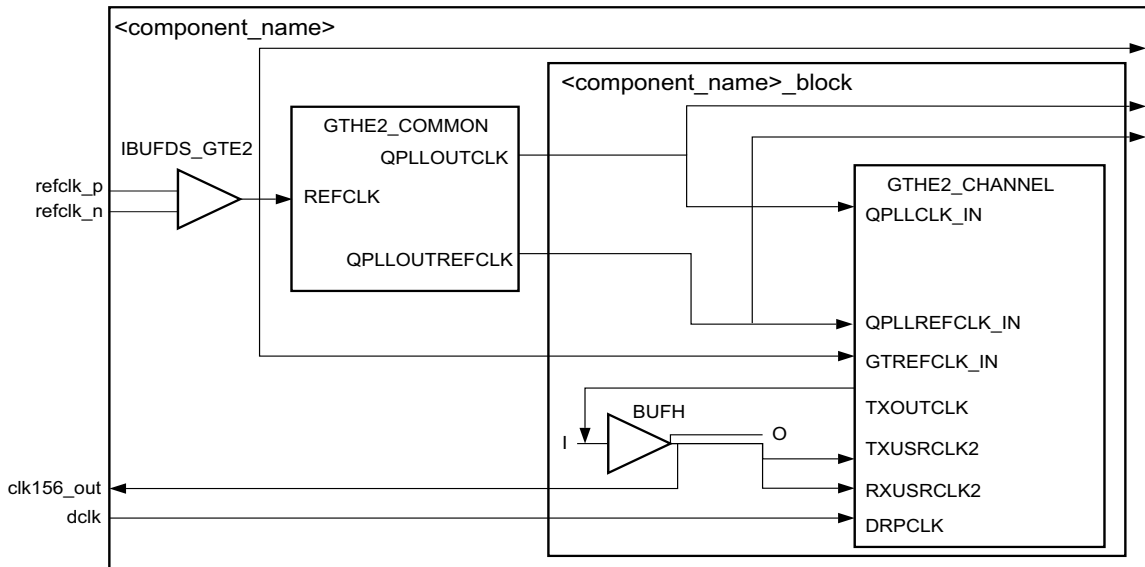 <component_name>
<component_name>_block
GTHE2_COMMON
IBUFDS_GTE2
QPLLOUTCLK
refclk_p
refclk_n
REFCLK
GTHE2_CHANNEL
QPLLCLK_IN
QPLLOUTREFCLK
QPLLREFCLK_IN
GTREFCLK_IN
TXOUTCLK
BUFH
I
O
TXUSRCLK2
clk156_out
RXUSRCLK2
dclk
DRPCLK